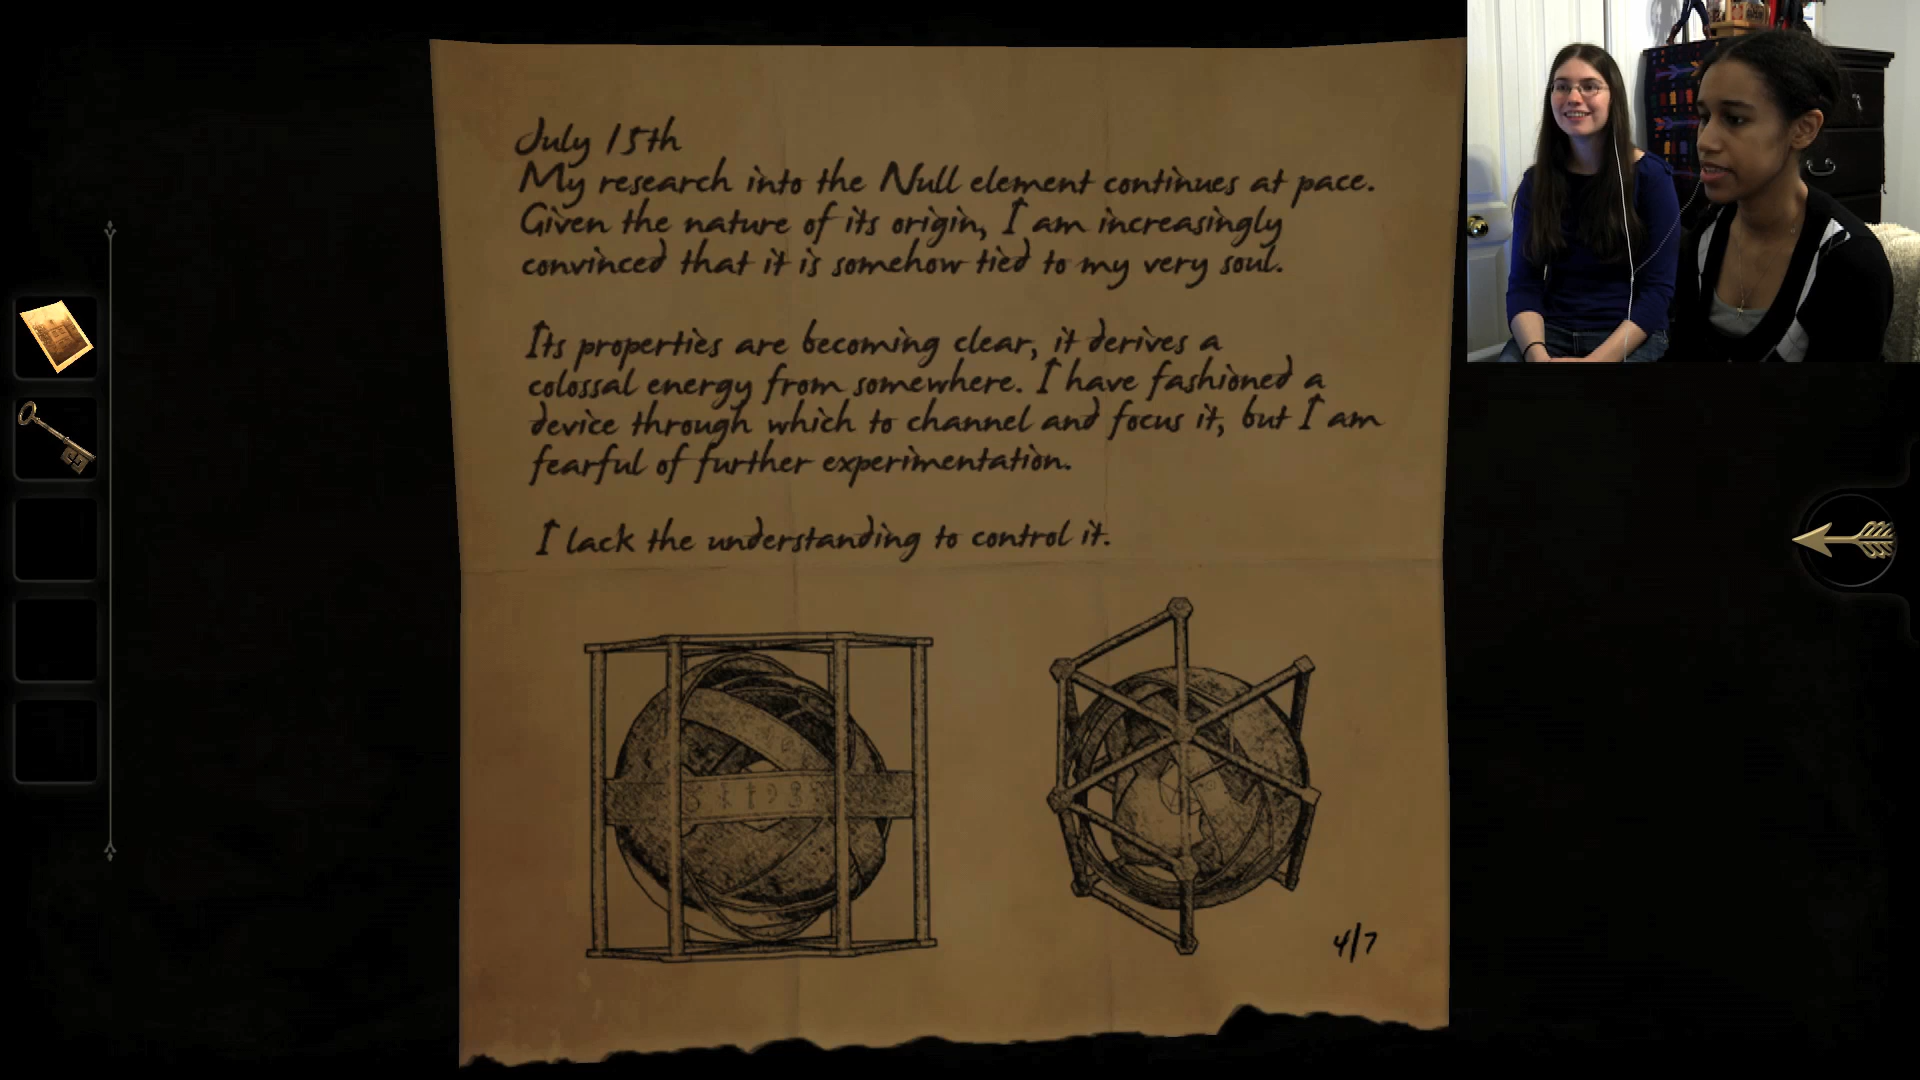 July 15th
My research into the Null element continues at pace.
Given the nature of its origin, I am increasingly
convinced that it is somehow tied to my very soul.
Its properties are becoming clear, it derives a
colossal energy from somewhere. I have fashioned a
device through which to channel and focus it, but I am
fearful of further experimentation.
I lack the understanding to control it.
4/7